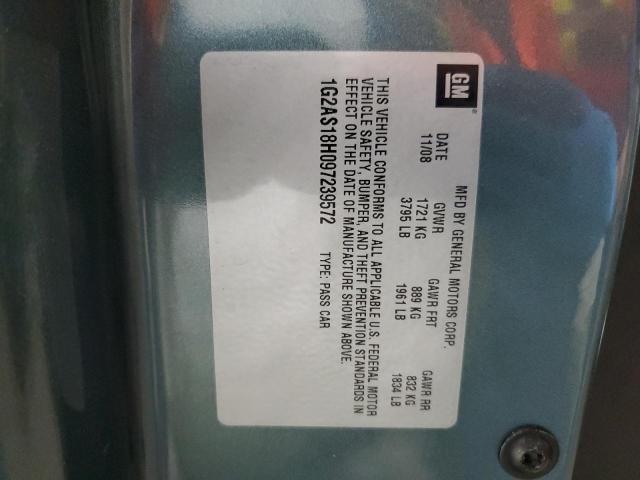 GM
MFD BY GENERAL MOTORS CORP.
DATE GVWR GAWR FRT GAWR RR
11/08 1721 KG 889 KG 832 KG
3795 LB 1961 LB 1834 LB
THIS VEHICLE CONFORMS TO ALL APPLICABLE U.S. FEDERAL MOTOR
VEHICLE SAFETY, BUMPER, AND THEFT PREVENTION STANDARDS IN
EFFECT ON THE DATE OF MANUFACTURE SHOWN ABOVE.
1G2AS18H097239572 TYPE: PASS CAR